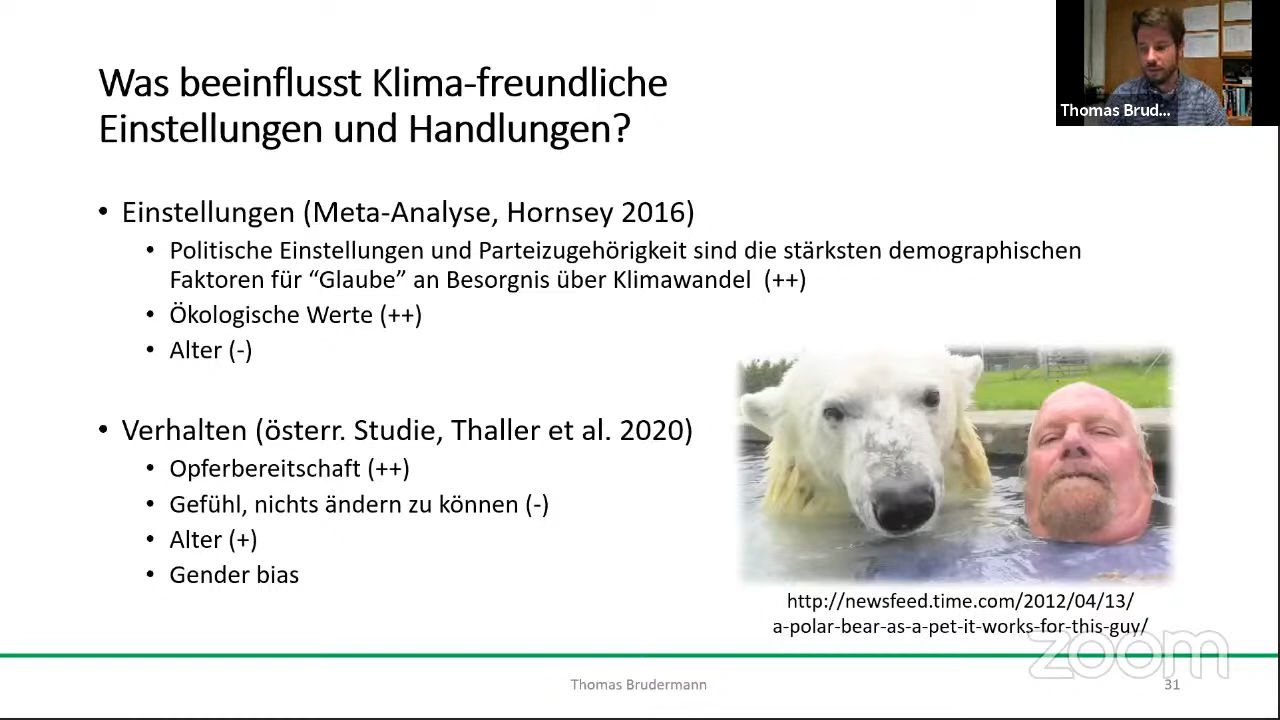 Thomas Brud...
Was beeinflusst Klima-freundliche
Einstellungen und Handlungen?
• Einstellungen (Meta-Analyse, Hornsey 2016)
• Politische Einstellungen und Parteizugehörigkeit sind die stärksten demographischen
Faktoren für “Glaube” an Besorgnis über Klimawandel (++)
• Ökologische Werte (++)
• Alter (-)
• Verhalten (österr. Studie, Thaller et al. 2020)
• Opferbereitschaft (++)
• Gefühl, nichts ändern zu können (-)
• Alter (+)
• Gender bias
http://newsfeed.time.com/2012/04/13/
a-polar-bear-as-a-pet-it-works-for-this-guy/
zoom
Thomas Brudermann
31